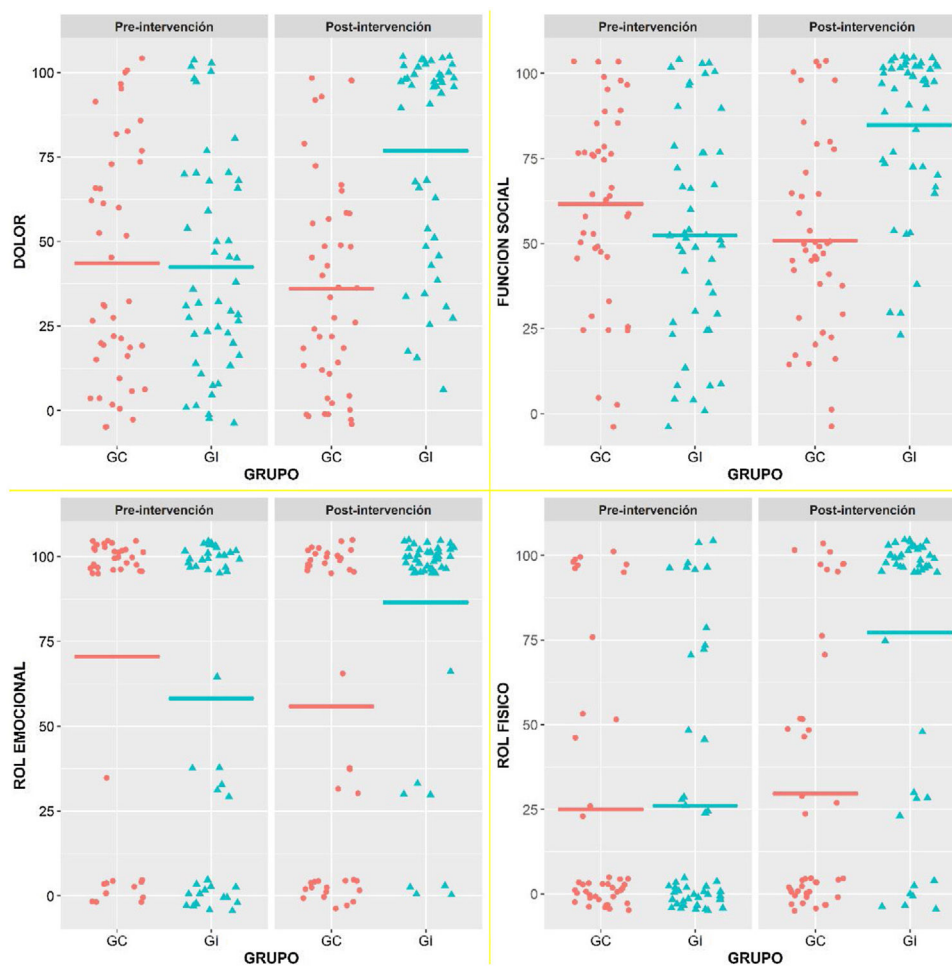 Pre-intervención Post-intervención
DOLOR
100
75
50
25
0
GC GI GC GI
GRUPO
Pre-intervención Post-intervención
FUNCION SOCIAL
100
75
50
25
0
GC GI GC GI
GRUPO
Pre-intervención Post-intervención
ROL EMOCIONAL
100
75
50
25
0
GC GI GC GI
GRUPO
Pre-intervención Post-intervención
ROL FISICO
100
75
50
25
0
GC GI GC GI
GRUPO